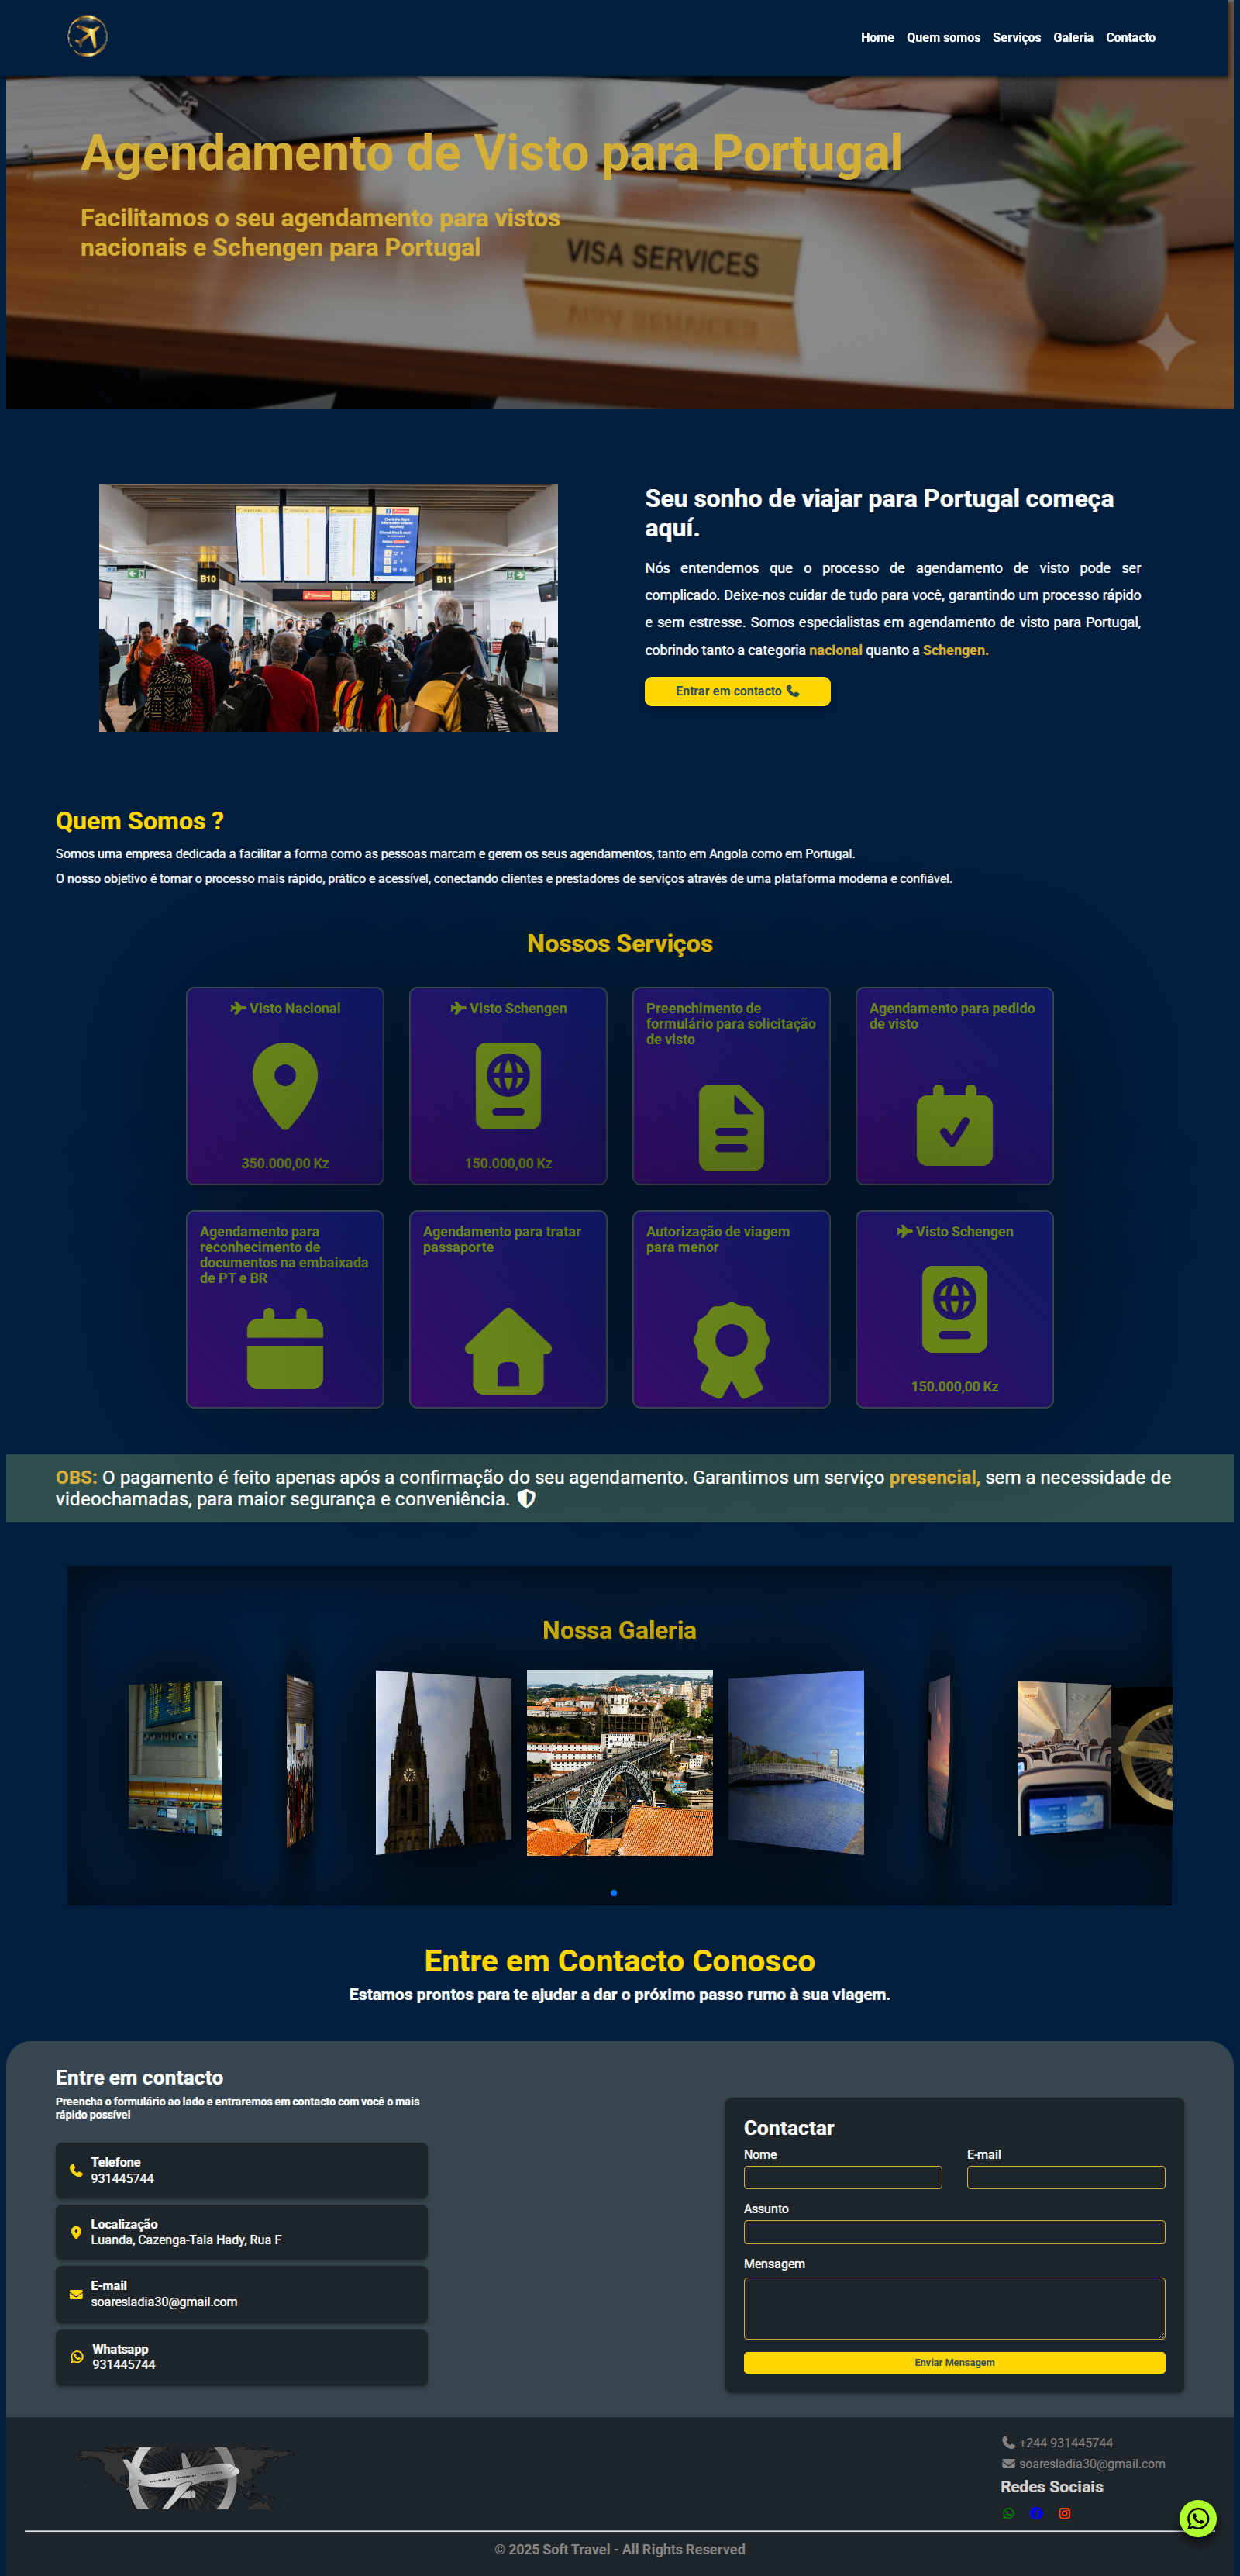 Home Quem somos Serviços Galeria Contacto
Agendamento de Visto para Portugal
Facilitamos o seu agendamento para vistos
nacionais e Schengen para Portugal
VISA SERVICES
B10
B11
Seu sonho de viajar para Portugal começa
aquí.
Nós entendemos que o processo de agendamento de visto pode ser
complicado. Deixe-nos cuidar de tudo para você, garantindo um processo rápido
e sem estresse. Somos especialistas em agendamento de visto para Portugal,
cobrindo tanto a categoria nacional quanto a Schengen.
Entrar em contacto
Quem Somos ?
Somos uma empresa dedicada a facilitar a forma como as pessoas marcam e gerem os seus agendamentos, tanto em Angola como em Portugal.
O nosso objetivo é tornar o processo mais rápido, prático e acessível, conectando clientes e prestadores de serviços através de uma plataforma moderna e confiável.
Nossos Serviços
Visto Nacional
350.000,00 Kz
Visto Schengen
150.000,00 Kz
Preenchimento de
formulário para solicitação
de visto
Agendamento para pedido
de visto
Agendamento para
reconhecimento de
documentos na embaixada
de PT e BR
Agendamento para tratar
passaporte
Autorização de viagem
para menor
Visto Schengen
150.000,00 Kz
OBS: O pagamento é feito apenas após a confirmação do seu agendamento. Garantimos um serviço presencial, sem a necessidade de
videochamadas, para maior segurança e conveniência.
Nossa Galeria
Entre em Contacto Conosco
Estamos prontos para te ajudar a dar o próximo passo rumo à sua viagem.
Entre em contacto
Preencha o formulário ao lado e entraremos em contacto com você o mais
rápido possível
Telefone
931445744
Localização
Luanda, Cazenga-Tala Hady, Rua F
E-mail
soaresladia30@gmail.com
Whatsapp
931445744
Contactar
Nome E-mail
Assunto
Mensagem
Enviar Mensagem
+244 931445744
soaresladia30@gmail.com
Redes Sociais
© 2025 Soft Travel - All Rights Reserved